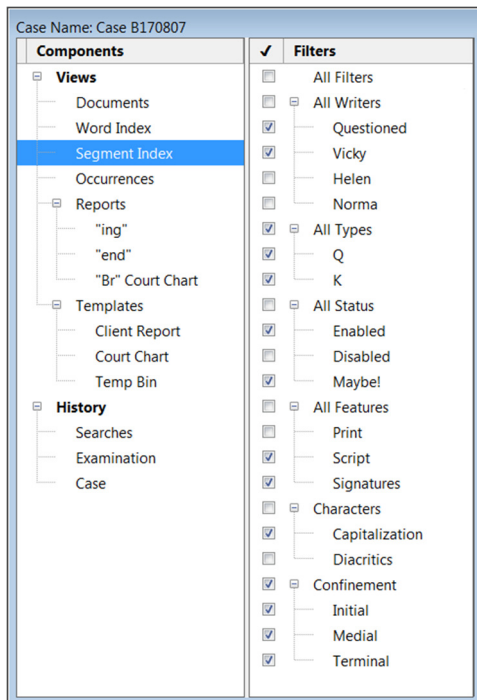 Case Name: Case B170807
Components
Views
Documents
Word Index
Segment Index
Occurrences
Reports
"ing"
"end"
"Br" Court Chart
Templates
Client Report
Court Chart
Temp Bin
History
Searches
Examination
Case
✓ Filters
All Filters
All Writers
Questioned
Vicky
Helen
Norma
All Types
Q
K
All Status
Enabled
Disabled
Maybe!
All Features
Print
Script
Signatures
Characters
Capitalization
Diacritics
Confinement
Initial
Medial
Terminal